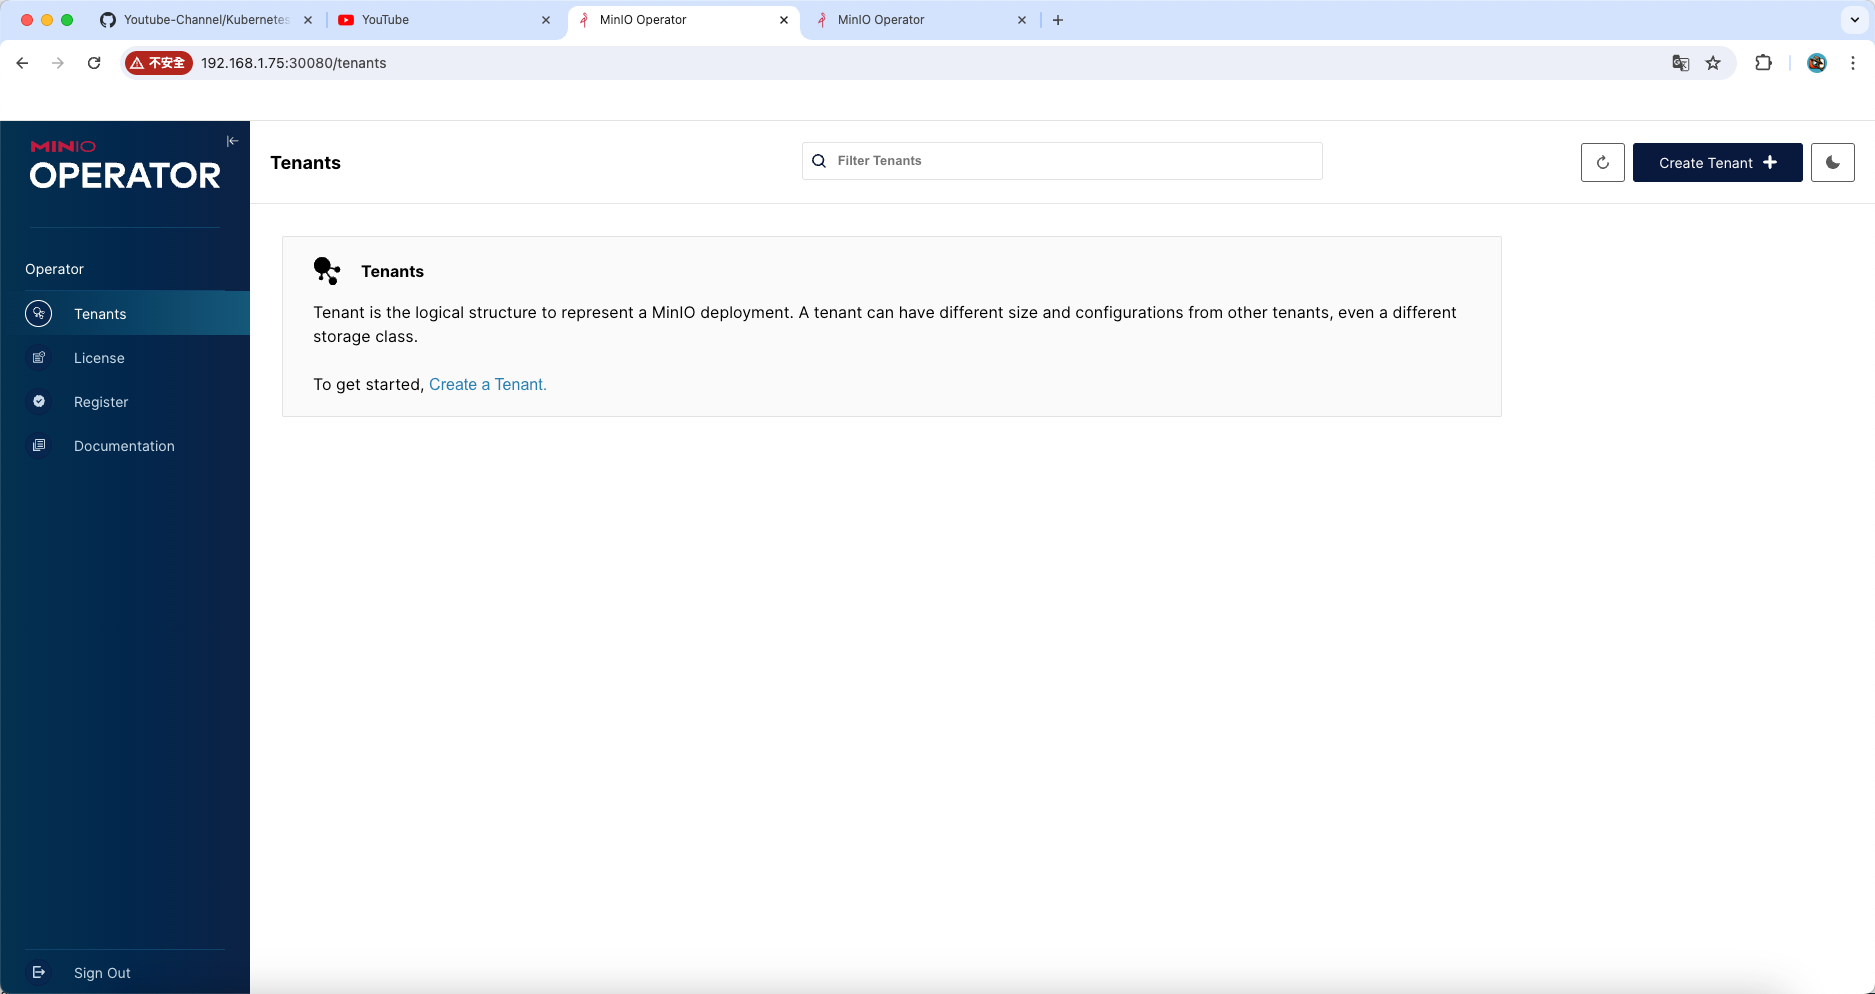 Youtube-Channel/Kubernetes
YouTube
MinIO Operator
MinIO Operator
不安全
192.168.1.75:30080/tenants
MINIO
OPERATOR
Tenants
Filter Tenants
Create Tenant
Operator
Tenants
License
Register
Documentation
Sign Out
Tenants
Tenant is the logical structure to represent a MinIO deployment. A tenant can have different size and configurations from other tenants, even a different
storage class.
To get started, Create a Tenant.